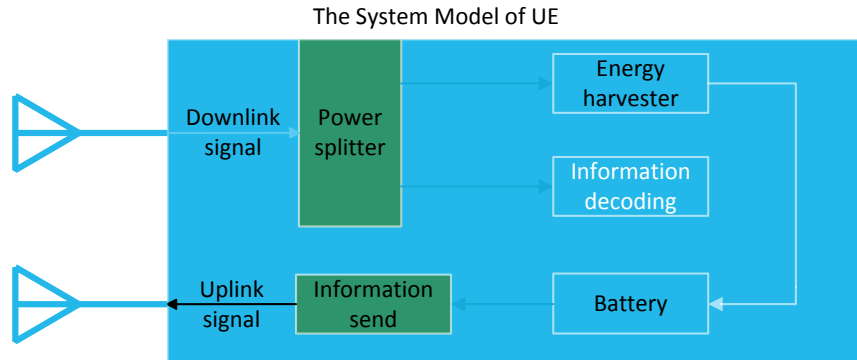 The System Model of UE
Downlink
signal
Power
splitter
Energy
harvester
Information
decoding
Uplink
signal
Information
send
Battery